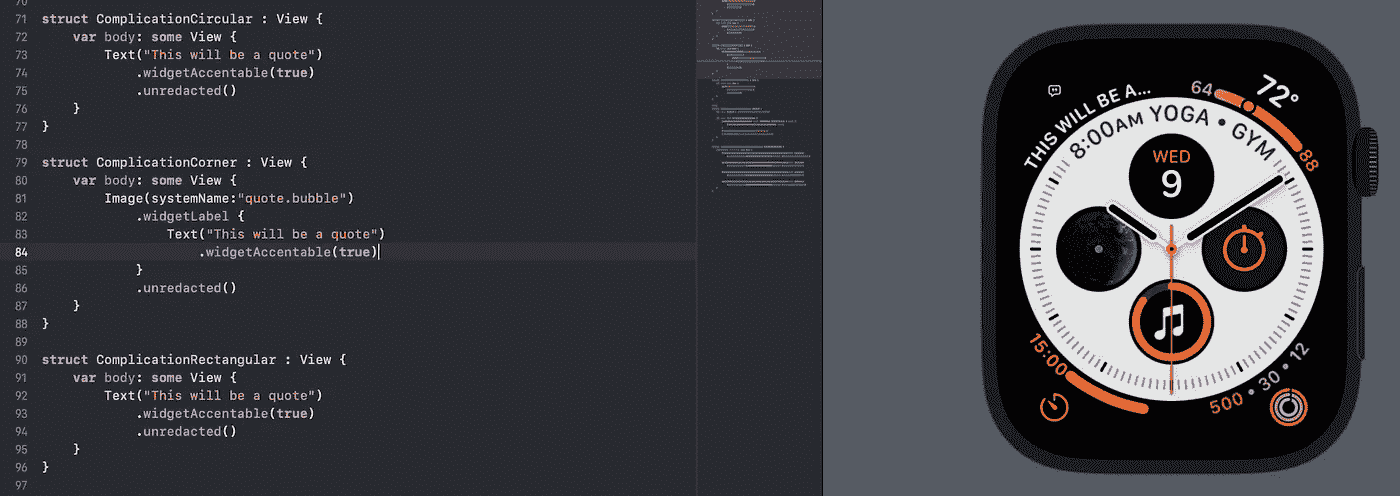 70
71 struct ComplicationCircular : View {
72 var body: some View {
73 Text("This will be a quote")
74 .widgetAccentable(true)
75 .unredacted()
76 }
77 }
78
79 struct ComplicationCorner : View {
80 var body: some View {
81 Image(systemName:"quote.bubble")
82 .widgetLabel {
83 Text("This will be a quote")
84 .widgetAccentable(true)
85 }
86 .unredacted()
87 }
88 }
89
90 struct ComplicationRectangular : View {
91 var body: some View {
92 Text("This will be a quote")
93 .widgetAccentable(true)
94 .unredacted()
95 }
96 }
97
THIS WILL BE A...
64 72° 88
8:00AM YOGA • GYM
WED
9
15:00
500 • 30 • 12